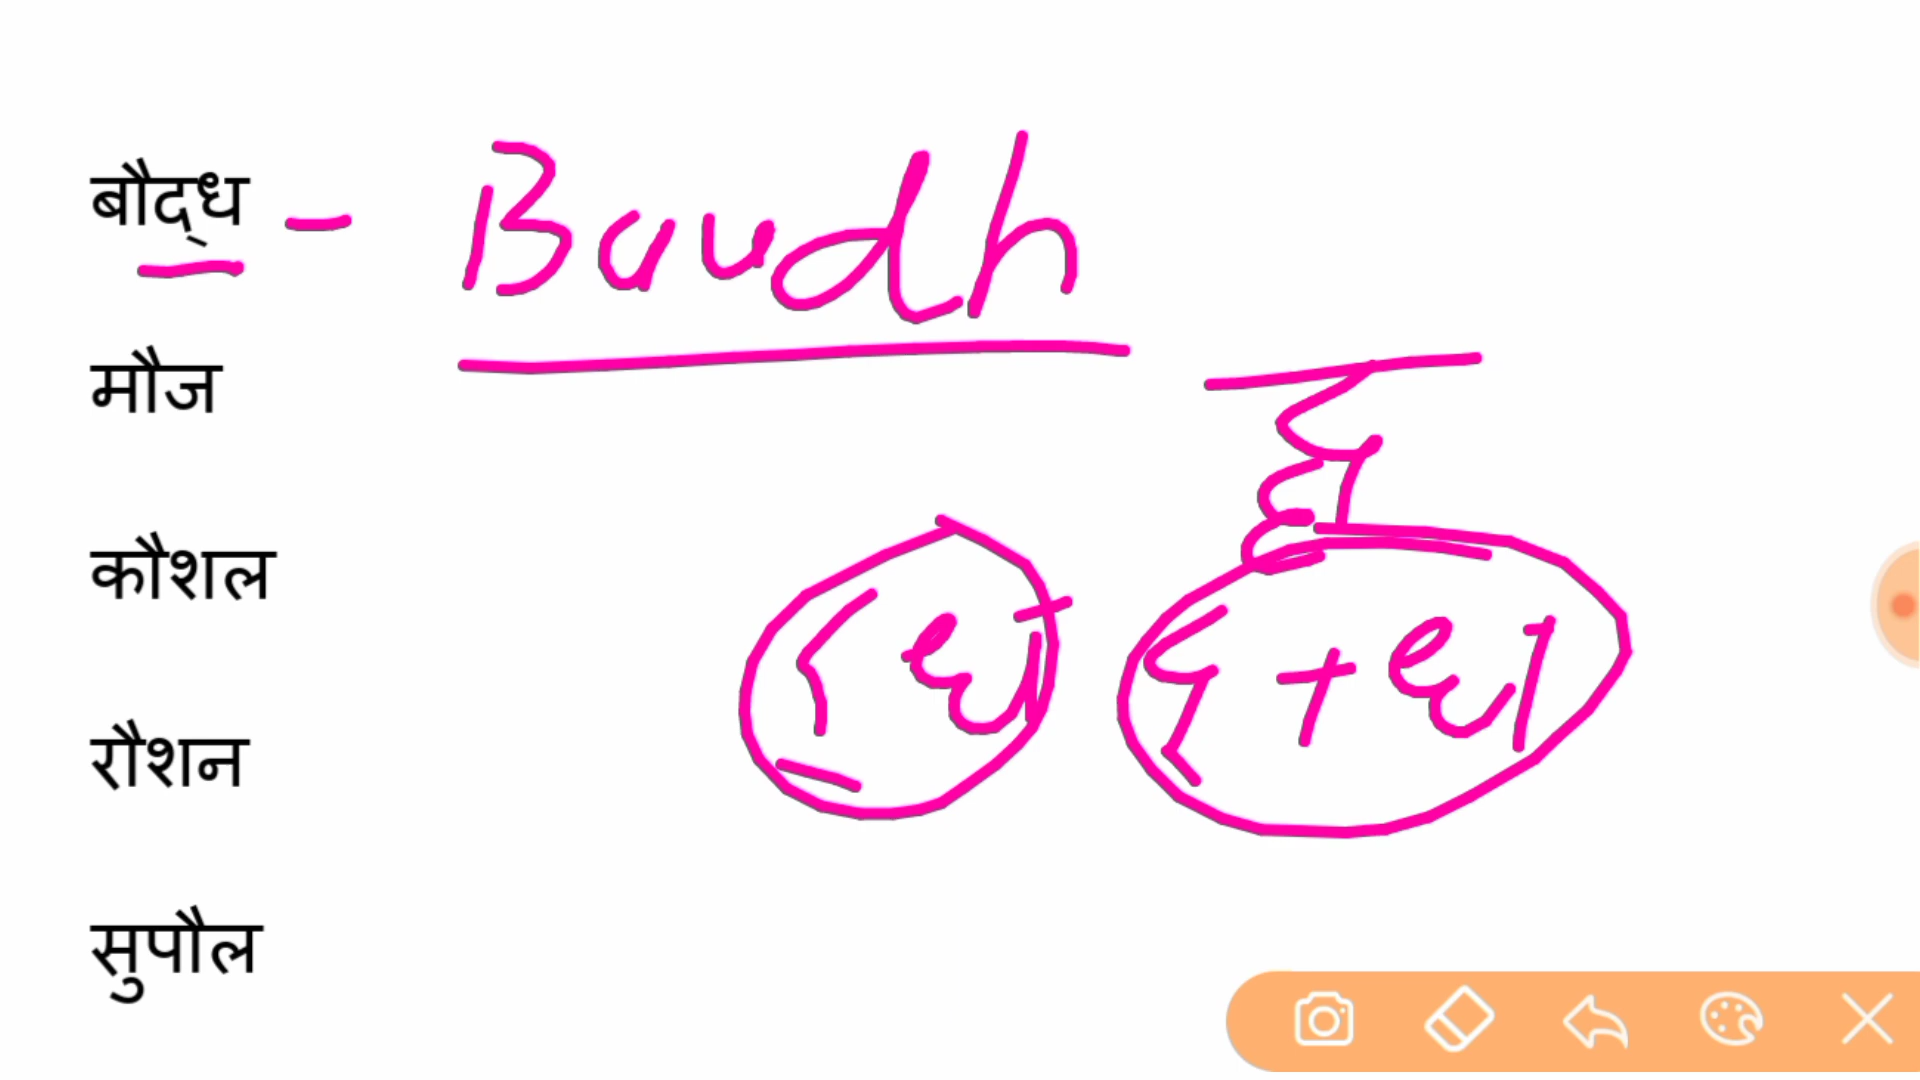 बौद्ध - Baudh
मौज
द्ध
कौशल
द् ध
द् + ध
रौशन
सुपौल